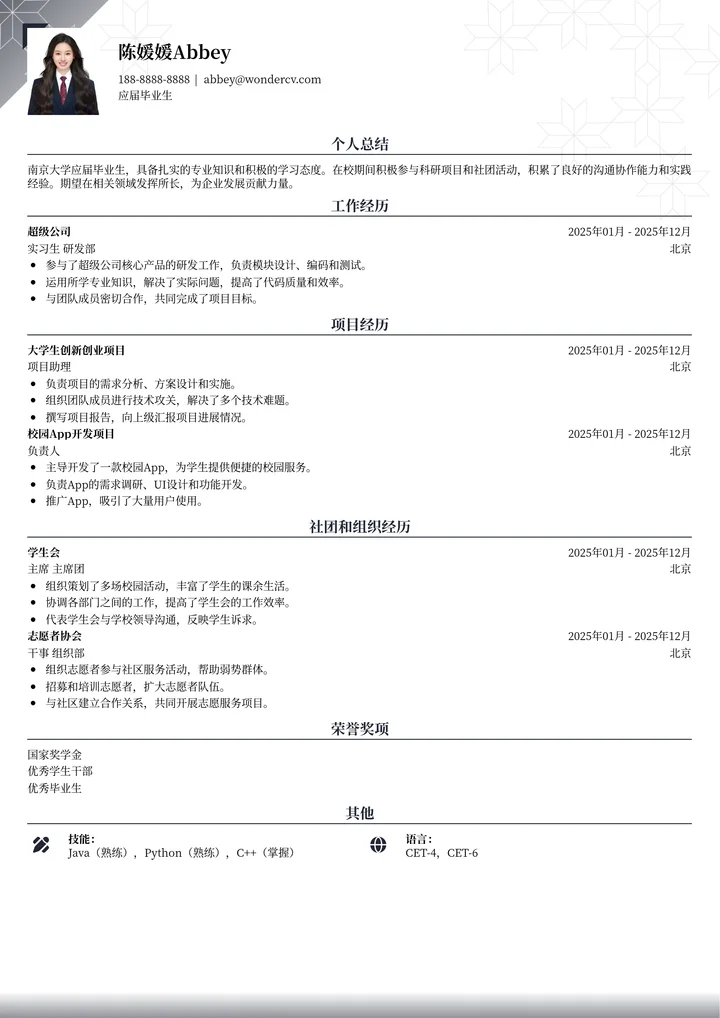 陈媛媛Abbey
188-8888-8888 | abbey@wondercv.com
应届毕业生
个人总结
南京大学应届毕业生，具备扎实的专业知识和积极的学习态度。在校期间积极参与科研项目和社团活动，积累了良好的沟通协作能力和实践
经验。期望在相关领域发挥所长，为企业发展贡献力量。
工作经历
超级公司 2025年01月 - 2025年12月
实习生 研发部 北京
• 参与了超级公司核心产品的研发工作，负责模块设计、编码和测试。
• 运用所学专业知识，解决了实际问题，提高了代码质量和效率。
• 与团队成员密切合作，共同完成了项目目标。
项目经历
大学生创新创业项目 2025年01月 - 2025年12月
项目助理 北京
• 负责项目的需求分析、方案设计和实施。
• 组织团队成员进行技术攻关，解决了多个技术难题。
• 撰写项目报告，向上级汇报项目进展情况。
校园App开发项目 2025年01月 - 2025年12月
负责人 北京
• 主导开发了一款校园App，为学生提供便捷的校园服务。
• 负责App的需求调研、UI设计和功能开发。
• 推广App，吸引了大量用户使用。
社团和组织经历
学生会 2025年01月 - 2025年12月
主席 主席团 北京
• 组织策划了多场校园活动，丰富了学生的课余生活。
• 协调各部门之间的工作，提高了学生会的工作效率。
• 代表学生会与学校领导沟通，反映学生诉求。
志愿者协会 2025年01月 - 2025年12月
干事 组织部 北京
• 组织志愿者参与社区服务活动，帮助弱势群体。
• 招募和培训志愿者，扩大志愿者队伍。
• 与社区建立合作关系，共同开展志愿服务项目。
荣誉奖项
国家奖学金
优秀学生干部
优秀毕业生
其他
技能： 语言：
Java（熟练），Python（熟练），C++（掌握） CET-4，CET-6